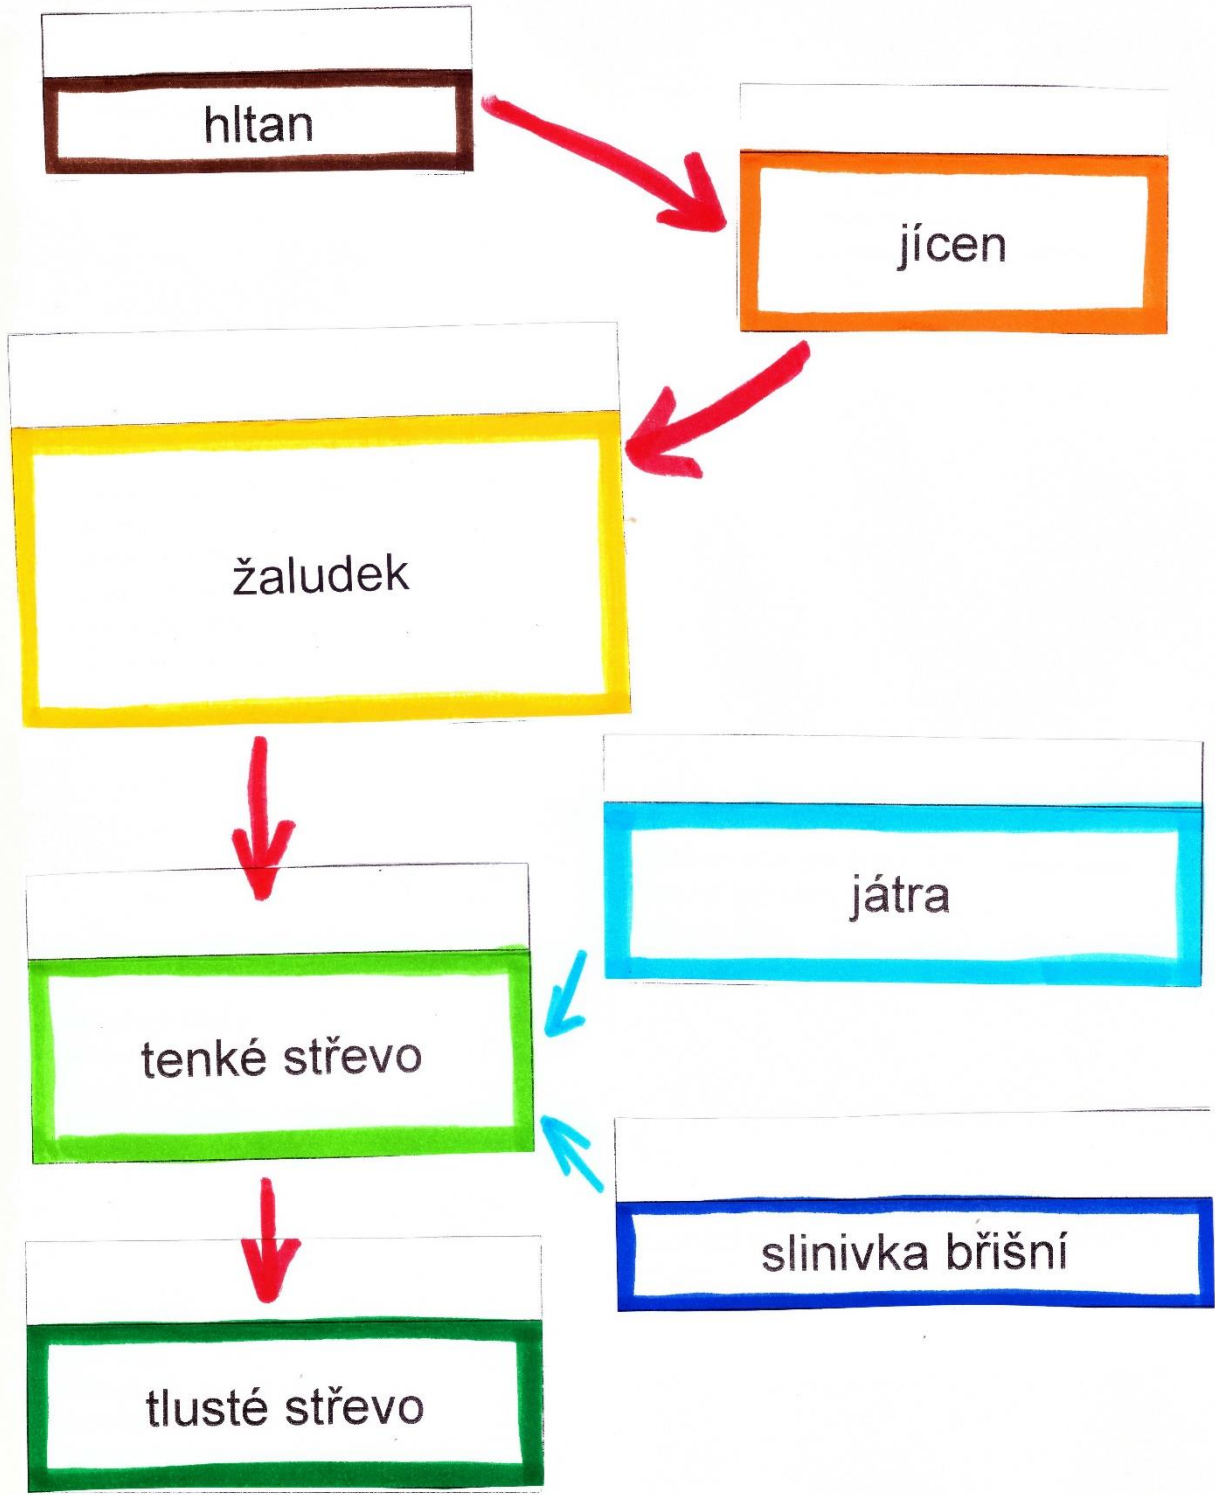 hltan
jícen
žaludek
játra
tenké střevo
slinivka břišní
tlusté střevo